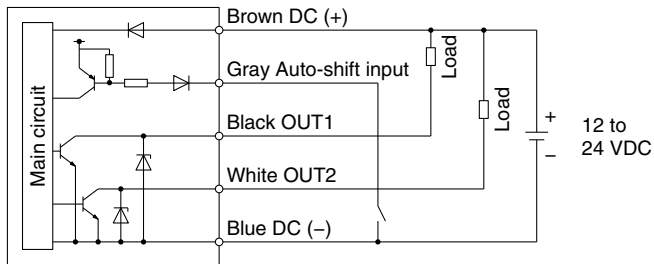 Brown DC (+)
Gray Auto-shift input
Load
Black OUT1
Load
Main circuit
+
12 to
24 VDC
−
White OUT2
Blue DC (−)